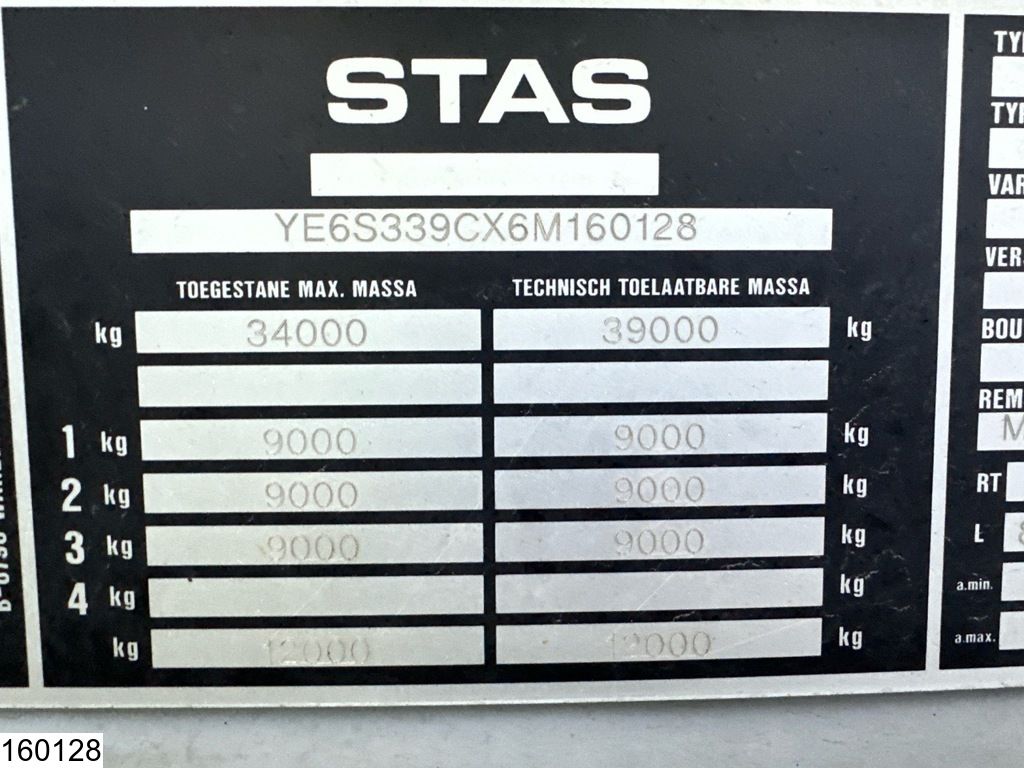 STAS
YE6S339CX6M160128
TOEGESTANE MAX. MASSA TECHNISCH TOELAATBARE MASSA
kg 34000 39000 kg
1 kg 9000 9000 kg
2 kg 9000 9000 kg
3 kg 9000 9000 kg
4 kg kg
kg 12000 12000 kg
RT
L
a.min.
a.max.
160128